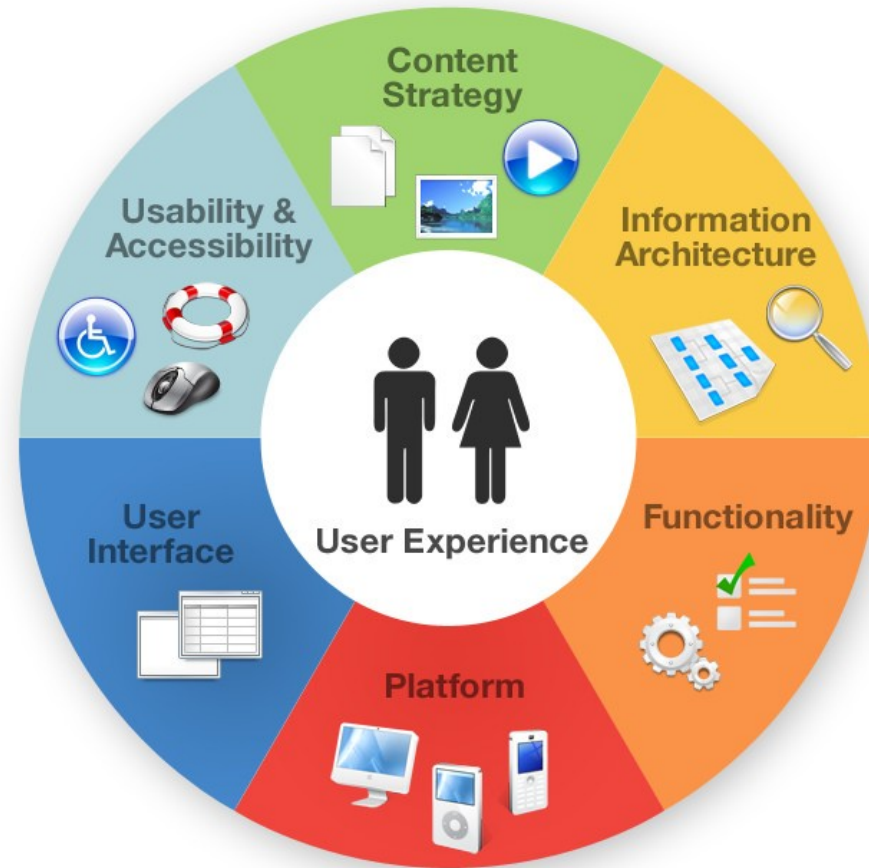 Content
Strategy
Information
Architecture
Functionality
Platform
User
Interface
Usability &
Accessibility
User Experience